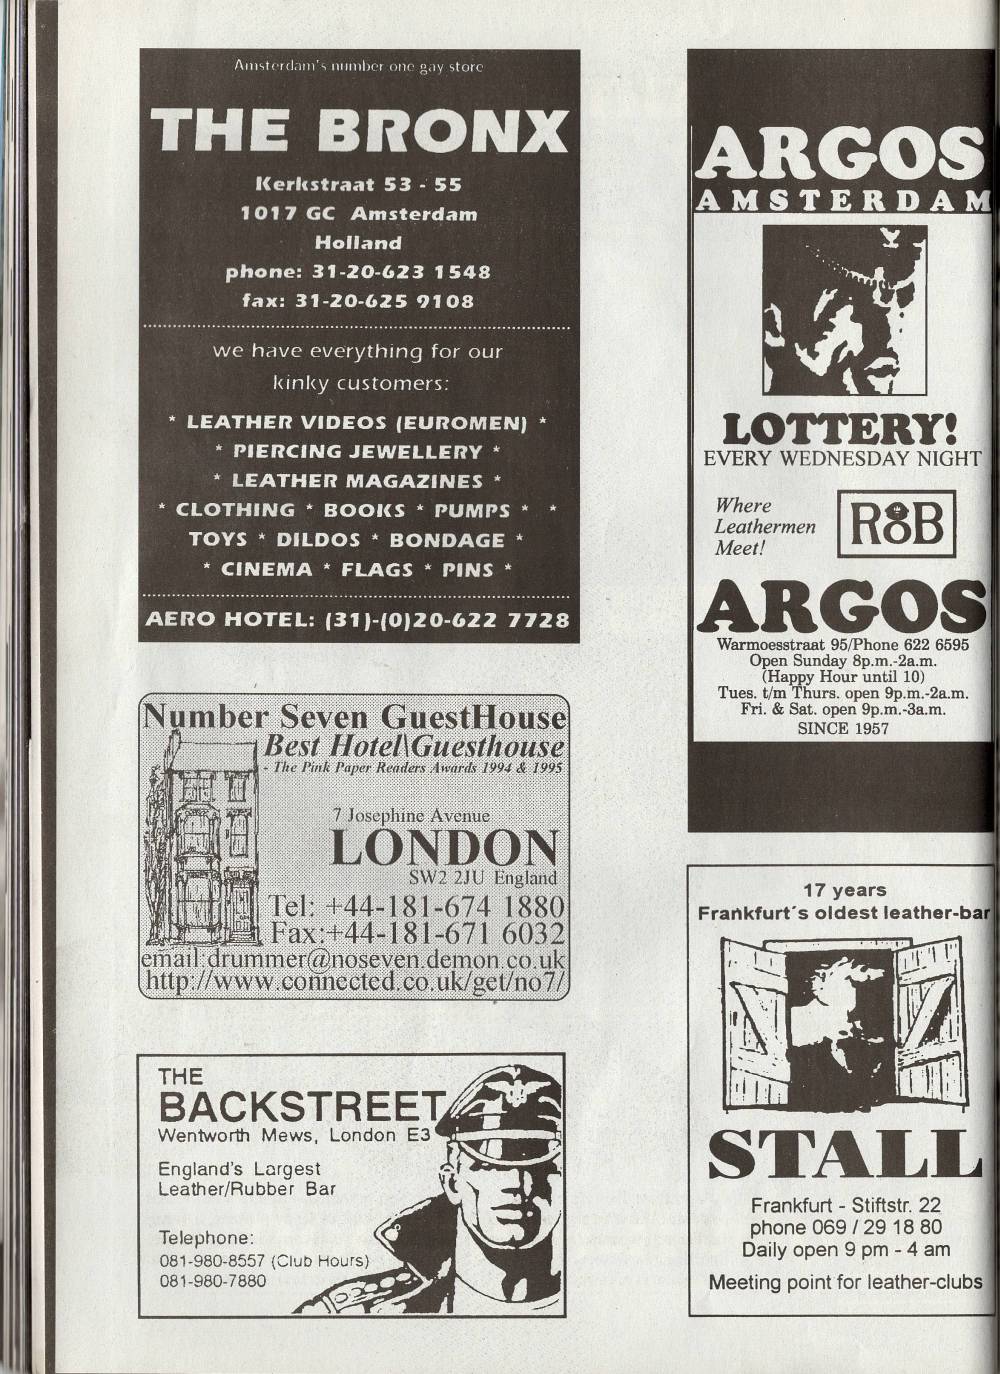 Amsterdam's number one gay store
THE BRONX
Kerkstraat 53 - 55
1017 GC Amsterdam
Holland
phone: 31-20-623 1548
fax: 31-20-625 9108
we have everything for our
kinky customers:
* LEATHER VIDEOS (EUROMEN) *
* PIERCING JEWELLERY *
* LEATHER MAGAZINES *
* CLOTHING * BOOKS * PUMPS * *
TOYS * DILDOS * BONDAGE *
* CINEMA * FLAGS * PINS *
AERO HOTEL: (31)-(0)20-622 7728
Number Seven GuestHouse
Best Hotel\Guesthouse
- The Pink Paper Readers Awards 1994 & 1995
7 Josephine Avenue
LONDON
SW2 2JU England
Tel: +44-181-674 1880
Fax:+44-181-671 6032
email:drummer@noseven.demon.co.uk
http://www.connected.co.uk/get/no7/
THE
BACKSTREET
Wentworth Mews, London E3
England's Largest
Leather/Rubber Bar
Telephone:
081-980-8557 (Club Hours)
081-980-7880
ARGOS
AMSTERDAM
LOTTERY!
EVERY WEDNESDAY NIGHT
Where
Leathermen
Meet!
RoB
ARGOS
Warmoesstraat 95/Phone 622 6595
Open Sunday 8p.m.-2a.m.
(Happy Hour until 10)
Tues. t/m Thurs. open 9p.m.-2a.m.
Fri. & Sat. open 9p.m.-3a.m.
SINCE 1957
17 years
Frankfurt´s oldest leather-bar
STALL
Frankfurt - Stiftstr. 22
phone 069 / 29 18 80
Daily open 9 pm - 4 am
Meeting point for leather-clubs